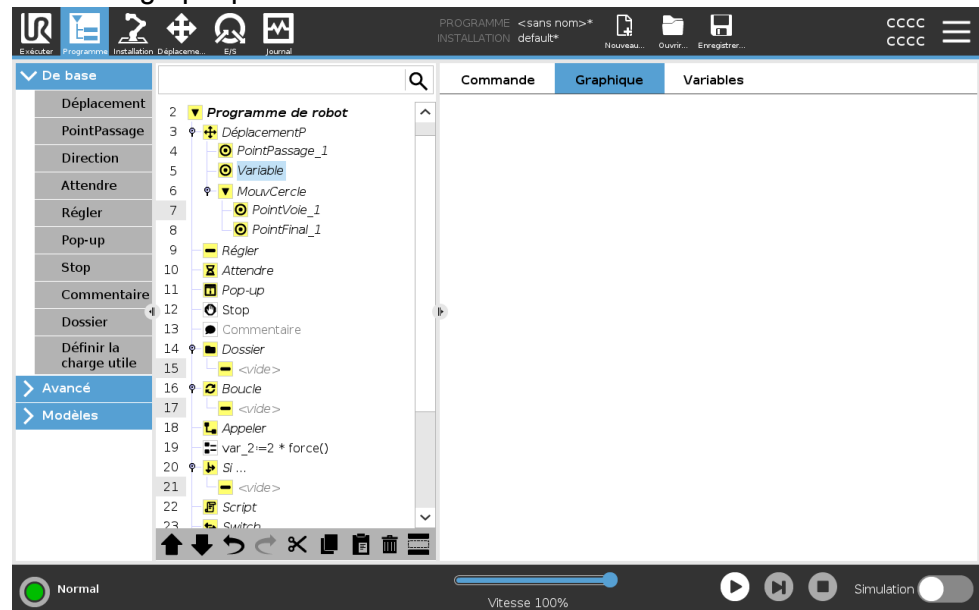 PROGRAMME <sans nom>*
INSTALLATION default*
CCCC
CCCC
Exécuter
Programme
Installation
Déplaceme...
E/S
Journal
Nouveau...
Ouvrir...
Enregistrer...
De base
Déplacement
PointPassage
Direction
Attendre
Régler
Pop-up
Stop
Commentaire
Dossier
Définir la
charge utile
Avancé
Modèles
2 Programme de robot
3 DéplacementP
4 PointPassage_1
5 Variable
6 MouvCercle
7 PointVoie_1
8 PointFinal_1
9 Régler
10 Attendre
11 Pop-up
12 Stop
13 Commentaire
14 Dossier
15 <vide>
16 Boucle
17 <vide>
18 Appeler
19 var_2:=2 * force()
20 Si ...
21 <vide>
22 Script
23 Switch
Commande
Graphique
Variables
Normal
Vitesse 100%
Simulation